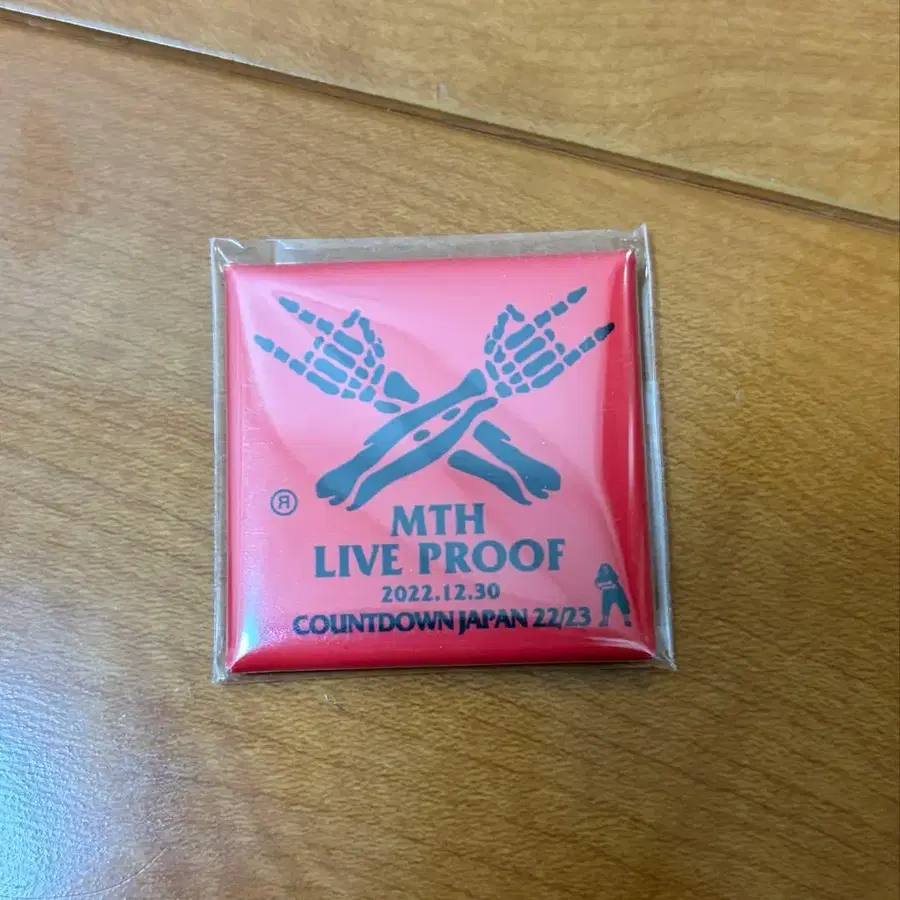 Ⓡ
MTH
LIVE PROOF
2022.12.30
COUNTDOWN JAPAN 22/23